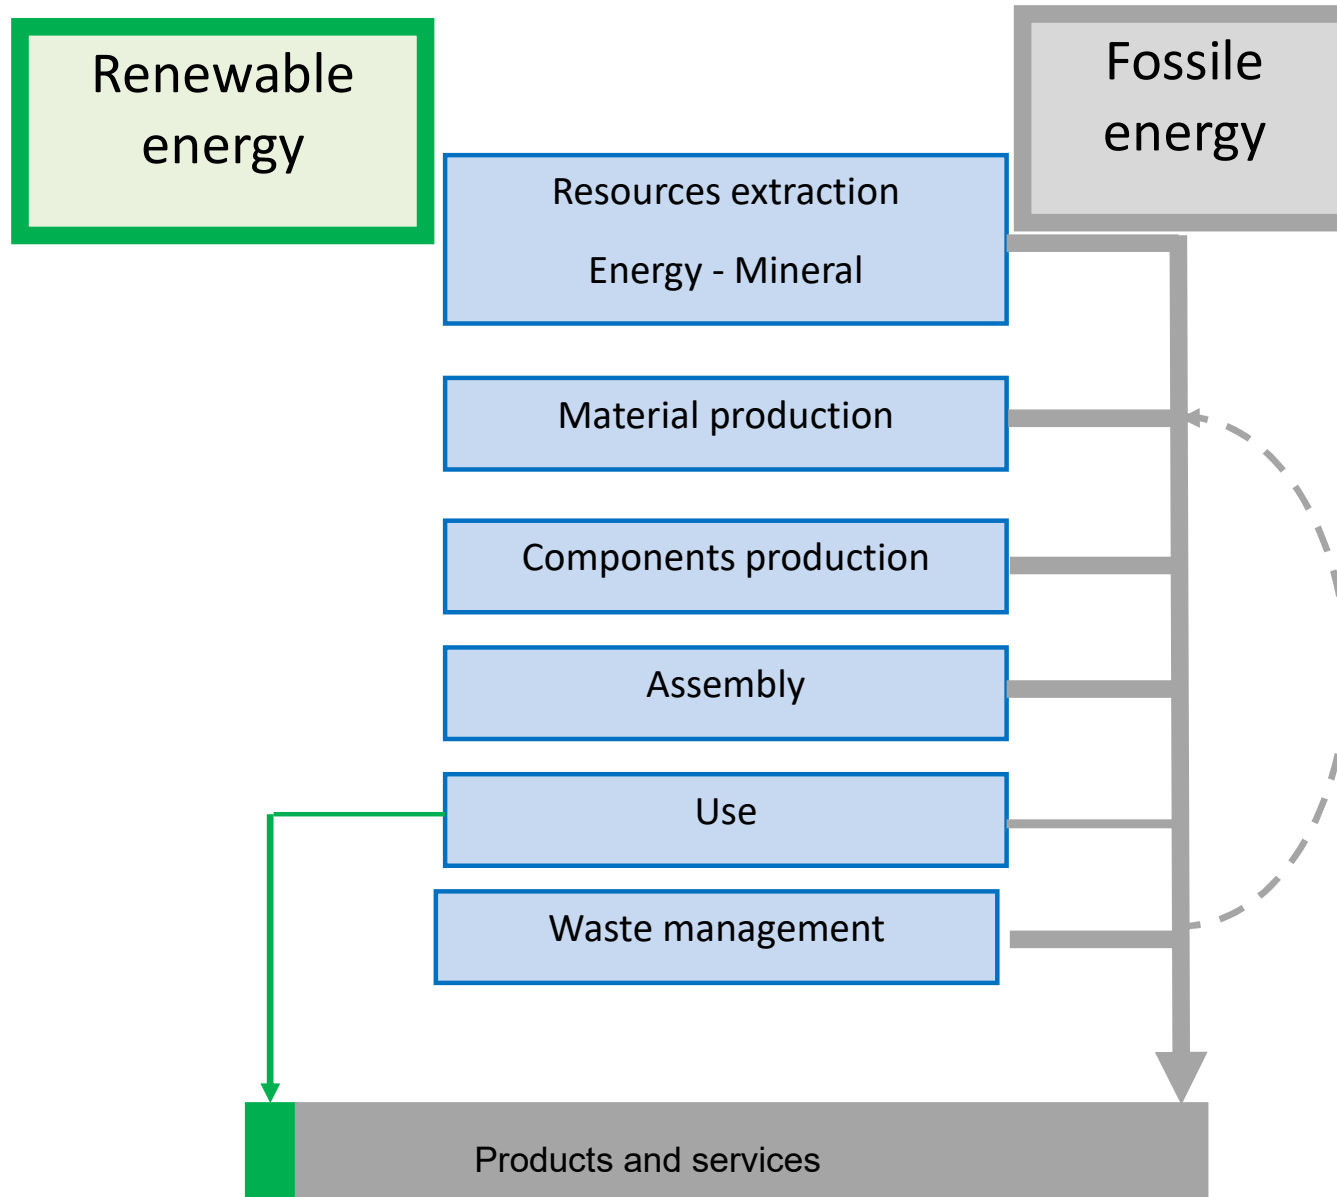 Renewable
energy
Fossile
energy
Resources extraction
Energy - Mineral
Material production
Components production
Assembly
Use
Waste management
Products and services